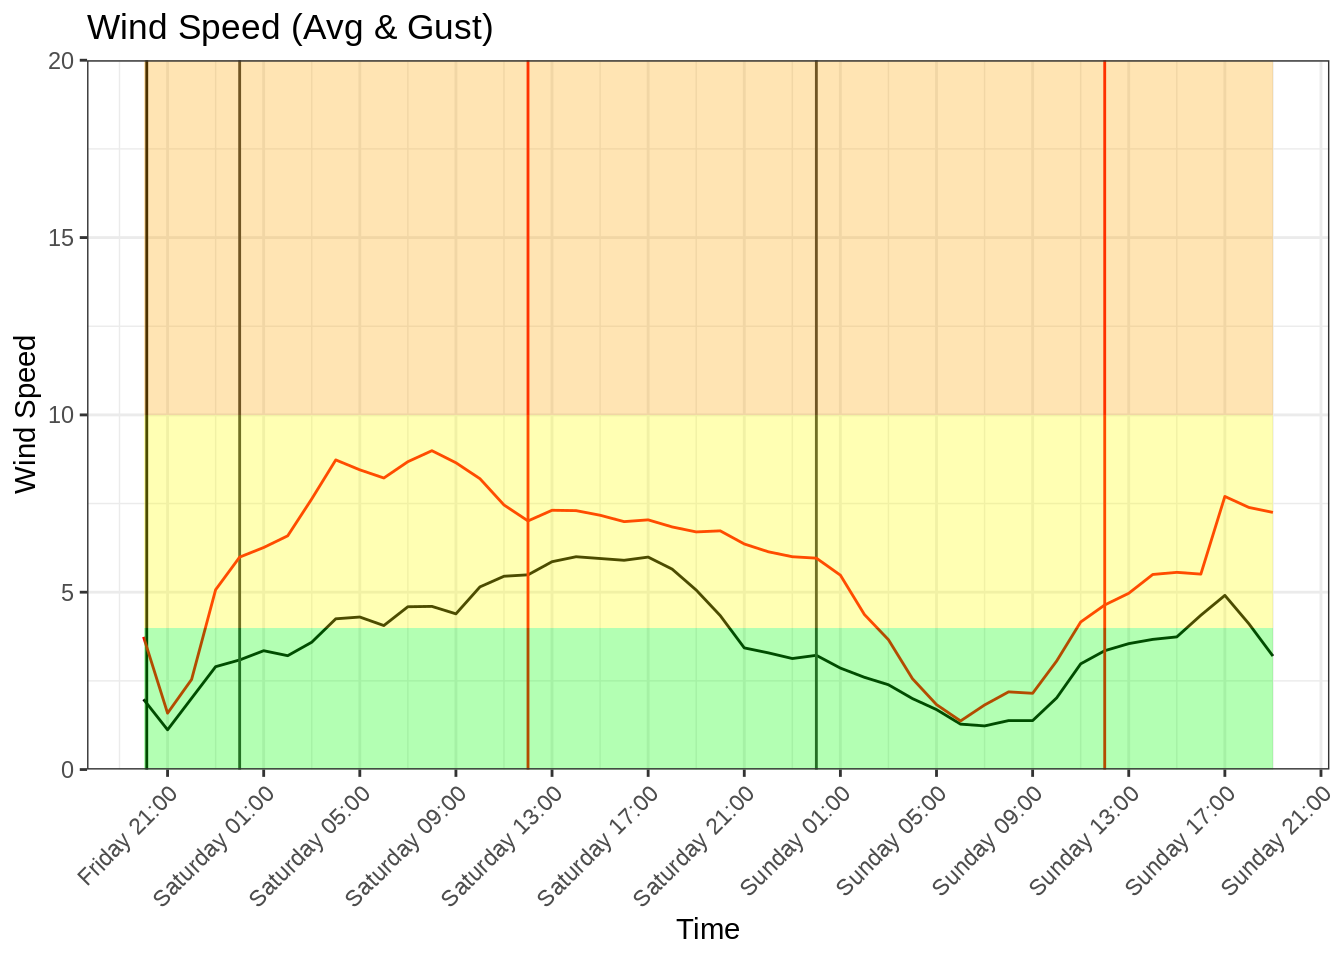 Wind Speed (Avg & Gust)
Wind Speed
20
15
10
5
0
Friday 21:00
Saturday 01:00
Saturday 05:00
Saturday 09:00
Saturday 13:00
Saturday 17:00
Saturday 21:00
Sunday 01:00
Sunday 05:00
Sunday 09:00
Sunday 13:00
Sunday 17:00
Sunday 21:00
Time